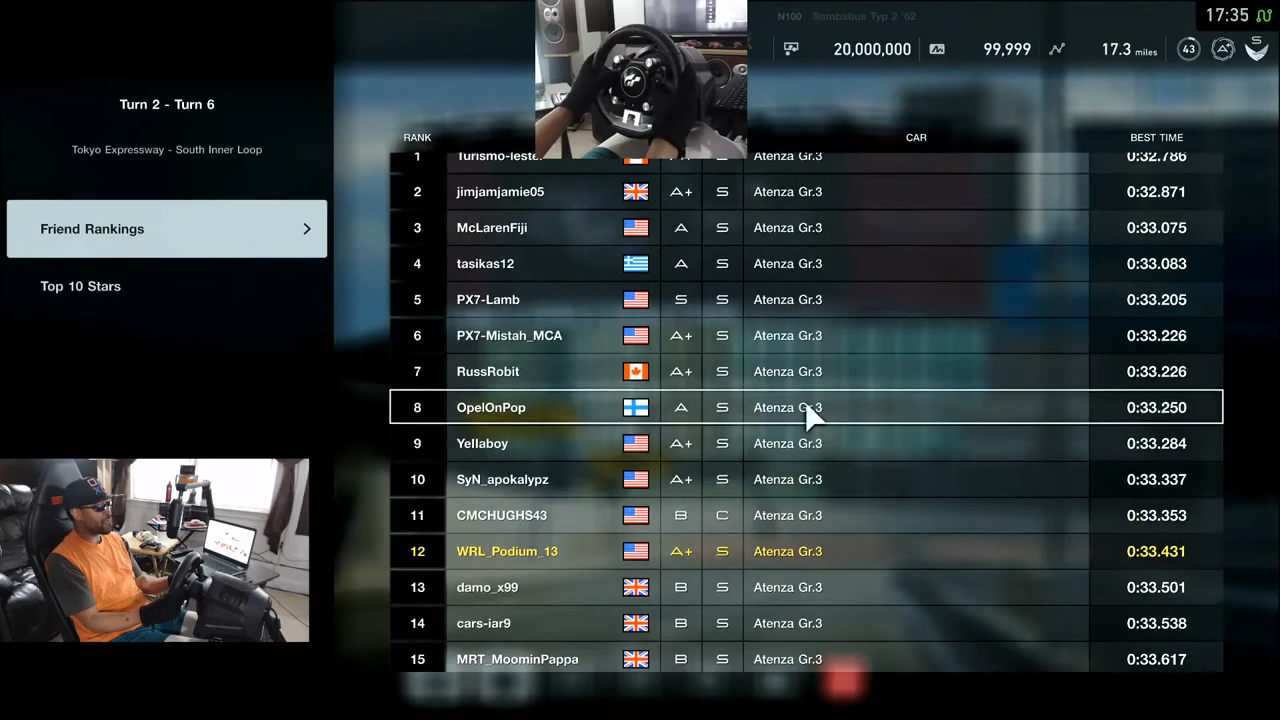 N100 Sambabus Typ 2 '62
17:35
20,000,000 99,999 17.3 miles 43 A+ S
Turn 2 - Turn 6
Tokyo Expressway - South Inner Loop
Friend Rankings
Top 10 Stars
RANK CAR BEST TIME
1 Turismo-leste Atenza Gr.3 0:32.786
2 jimjamjamie05 A+ S Atenza Gr.3 0:32.871
3 McLarenFiji A S Atenza Gr.3 0:33.075
4 tasikas12 A S Atenza Gr.3 0:33.083
5 PX7-Lamb S S Atenza Gr.3 0:33.205
6 PX7-Mistah_MCA A+ S Atenza Gr.3 0:33.226
7 RussRobit A+ S Atenza Gr.3 0:33.226
8 OpelOnPop A S Atenza Gr.3 0:33.250
9 Yellaboy A+ S Atenza Gr.3 0:33.284
10 SyN_apokalypz A+ S Atenza Gr.3 0:33.337
11 CMCHUGHS43 B C Atenza Gr.3 0:33.353
12 WRL_Podium_13 A+ S Atenza Gr.3 0:33.431
13 damo_x99 B S Atenza Gr.3 0:33.501
14 cars-iar9 B S Atenza Gr.3 0:33.538
15 MRT_MoominPappa B S Atenza Gr.3 0:33.617